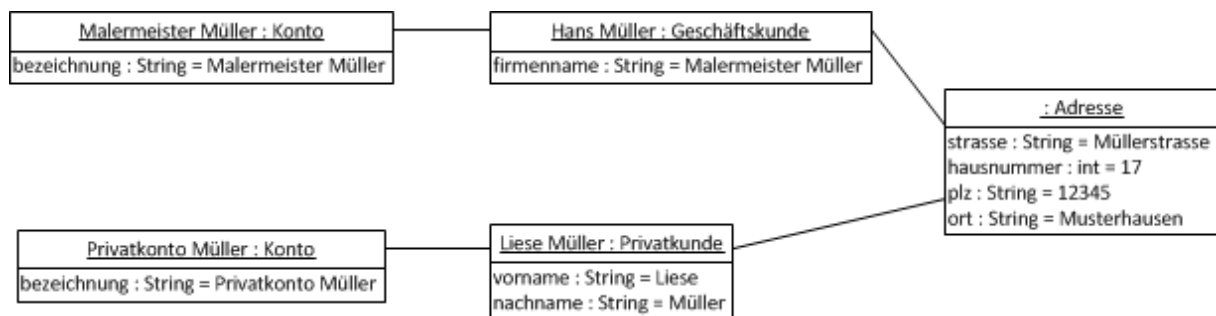 Malermeister Müller : Konto
bezeichnung : String = Malermeister Müller
Hans Müller : Geschäftskunde
firmenname : String = Malermeister Müller
: Adresse
strasse : String = Müllerstrasse
hausnummer : int = 17
plz : String = 12345
ort : String = Musterhausen
Privatkonto Müller : Konto
bezeichnung : String = Privatkonto Müller
Liese Müller : Privatkunde
vorname : String = Liese
nachname : String = Müller